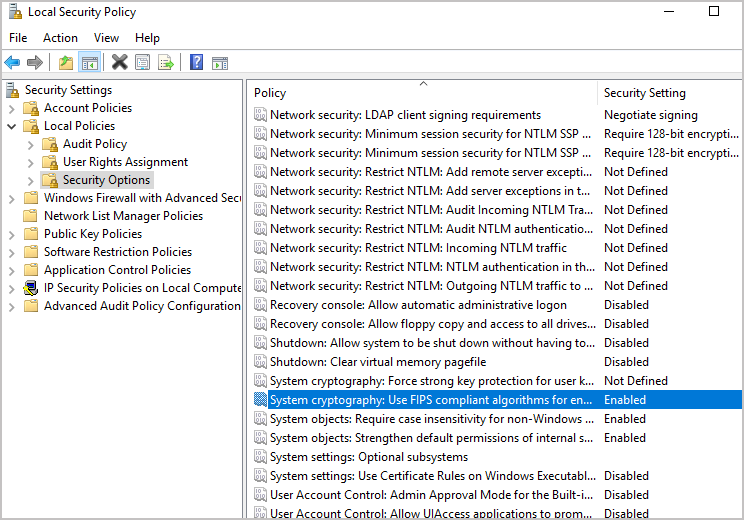 Local Security Policy
File Action View Help
Security Settings
Account Policies
Local Policies
Audit Policy
User Rights Assignment
Security Options
Windows Firewall with Advanced Secu
Network List Manager Policies
Public Key Policies
Software Restriction Policies
Application Control Policies
IP Security Policies on Local Compute
Advanced Audit Policy Configuration
Policy Security Setting
Network security: LDAP client signing requirements Negotiate signing
Network security: Minimum session security for NTLM SSP ... Require 128-bit encrypti...
Network security: Minimum session security for NTLM SSP ... Require 128-bit encrypti...
Network security: Restrict NTLM: Add remote server excepti... Not Defined
Network security: Restrict NTLM: Add server exceptions in t... Not Defined
Network security: Restrict NTLM: Audit Incoming NTLM Tra... Not Defined
Network security: Restrict NTLM: Audit NTLM authenticatio... Not Defined
Network security: Restrict NTLM: Incoming NTLM traffic Not Defined
Network security: Restrict NTLM: NTLM authentication in th... Not Defined
Network security: Restrict NTLM: Outgoing NTLM traffic to ... Not Defined
Recovery console: Allow automatic administrative logon Disabled
Recovery console: Allow floppy copy and access to all drives... Disabled
Shutdown: Allow system to be shut down without having to... Disabled
Shutdown: Clear virtual memory pagefile Disabled
System cryptography: Force strong key protection for user k... Not Defined
System cryptography: Use FIPS compliant algorithms for en... Enabled
System objects: Require case insensitivity for non-Windows ... Enabled
System objects: Strengthen default permissions of internal s... Enabled
System settings: Optional subsystems
System settings: Use Certificate Rules on Windows Executabl... Disabled
User Account Control: Admin Approval Mode for the Built-i... Disabled
User Account Control: Allow UIAccess applications to prom... Disabled